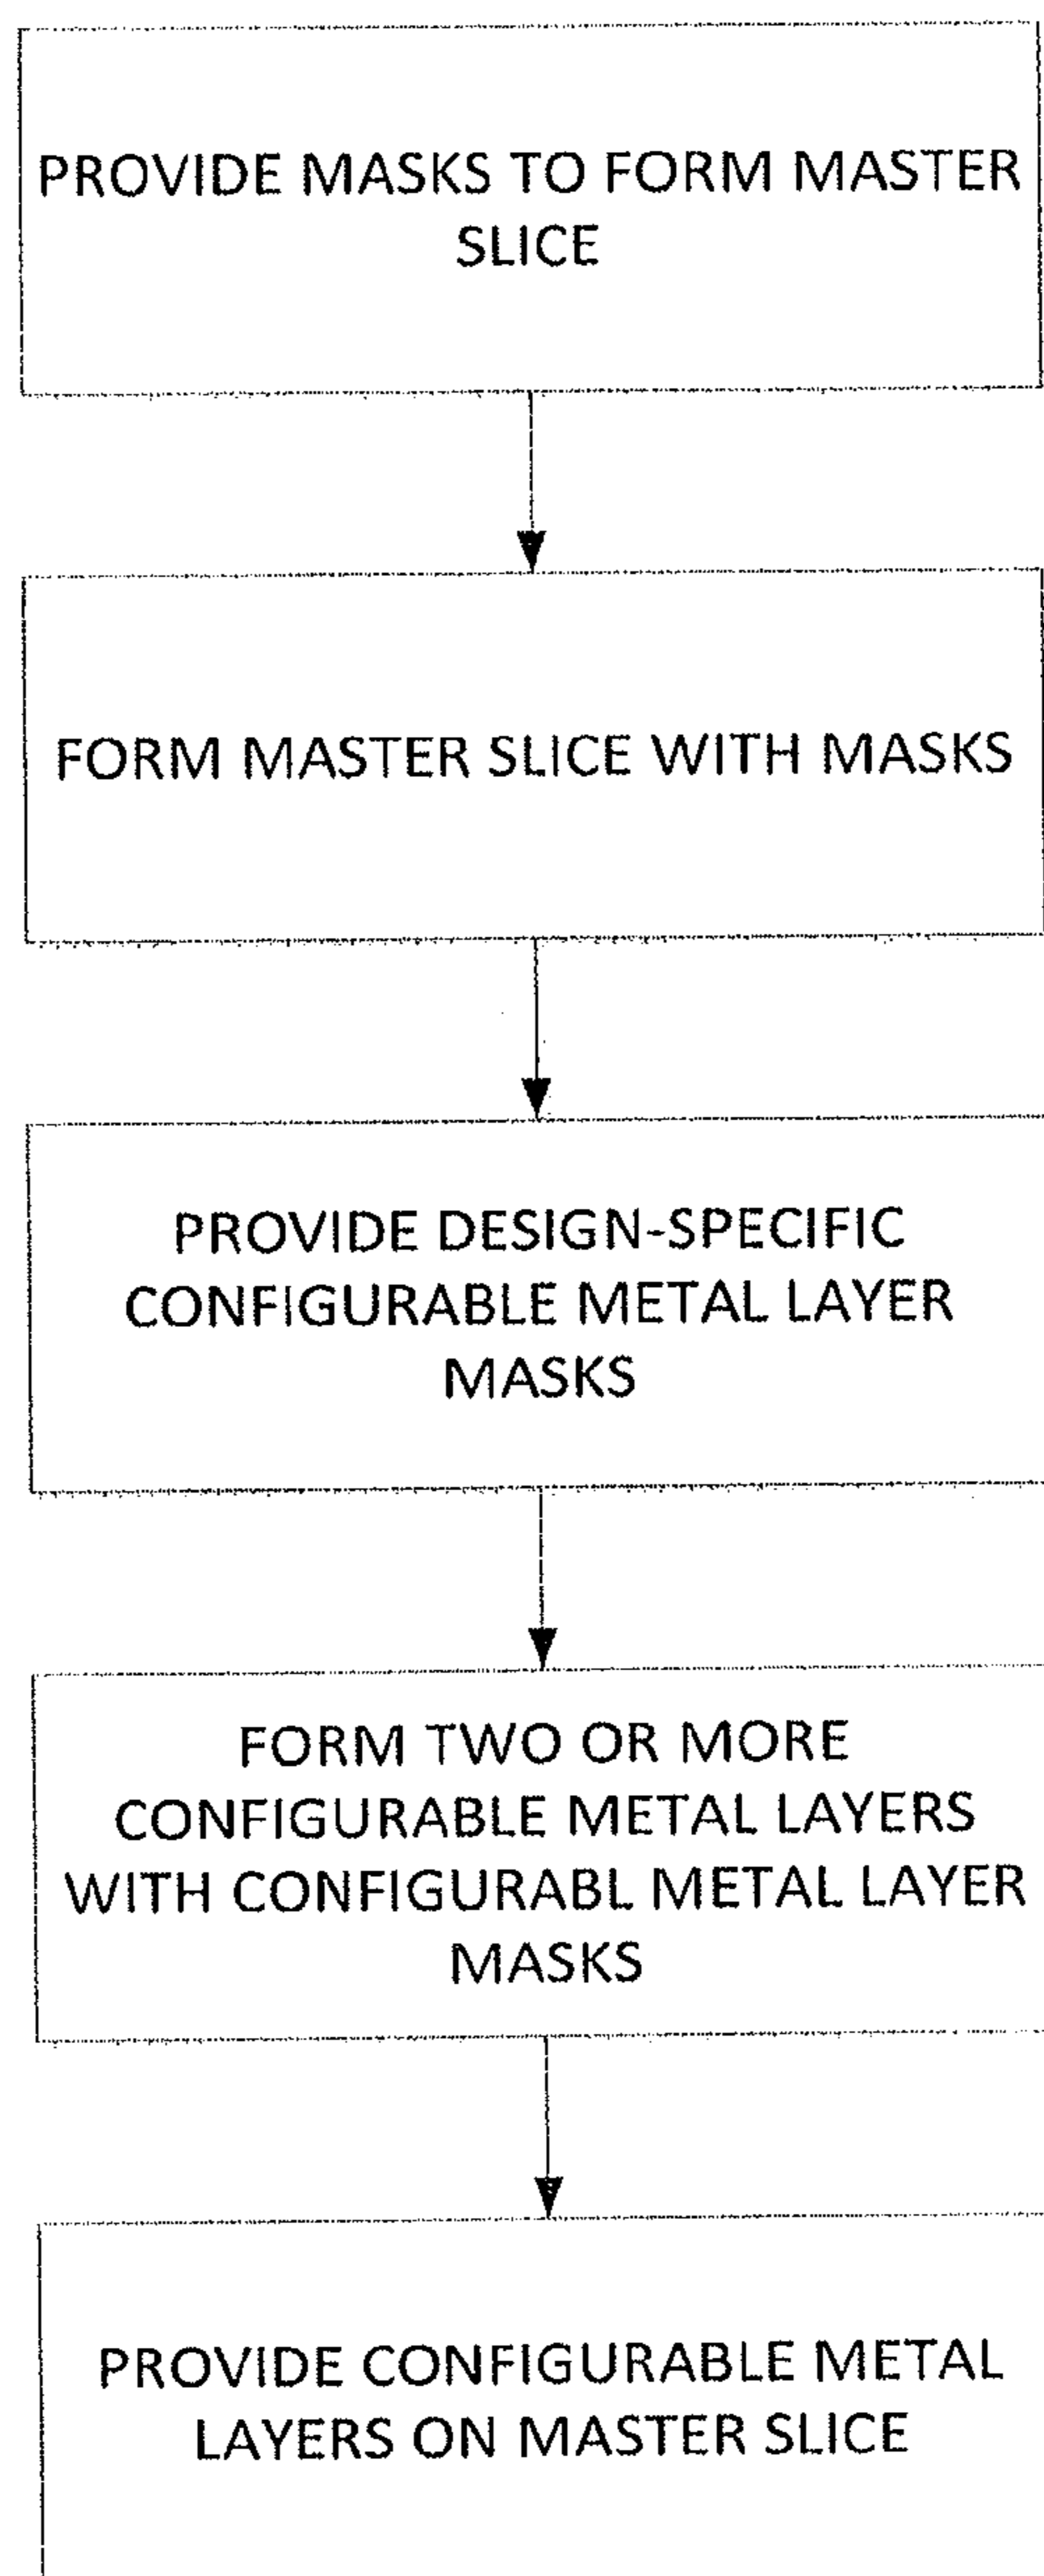 PROVIDE MASKS TO FORM MASTER
SLICE
FORM MASTER SLICE WITH MASKS
PROVIDE DESIGN-SPECIFIC
CONFIGURABLE METAL LAYER
MASKS
FORM TWO OR MORE
CONFIGURABLE METAL LAYERS
WITH CONFIGURABL METAL LAYER
MASKS
PROVIDE CONFIGURABLE METAL
LAYERS ON MASTER SLICE